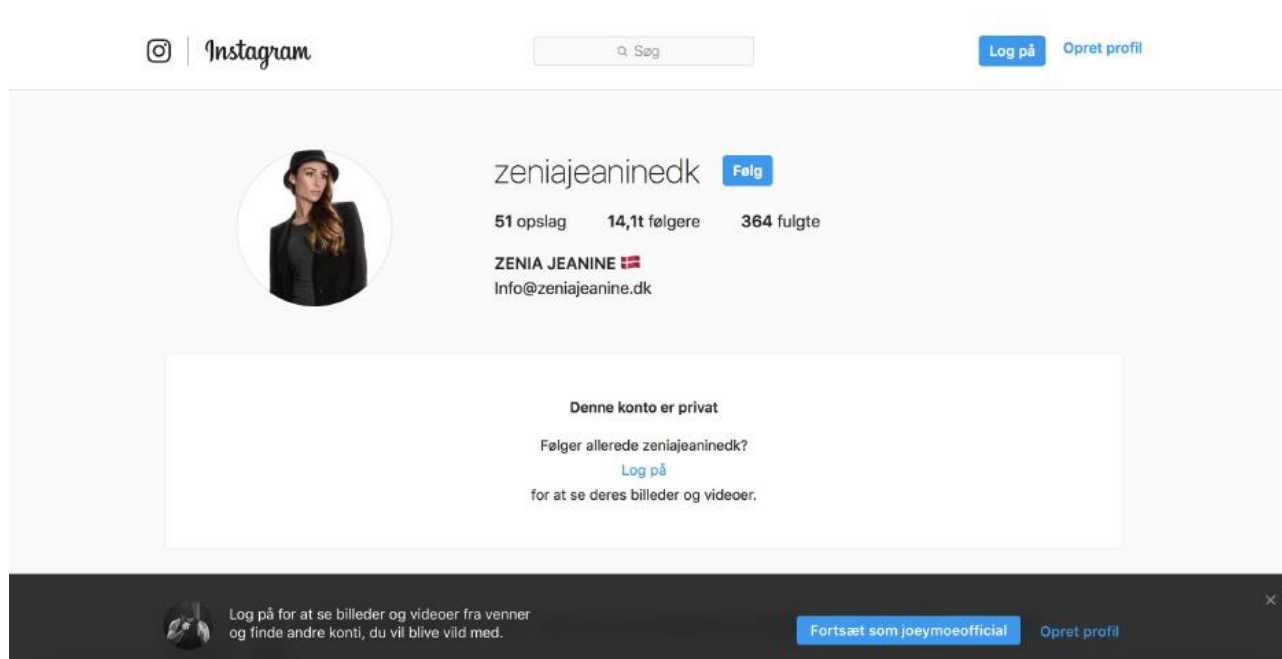 Instagram
Søg
Log på
Opret profil
zeniajeaninedk
Følg
51 opslag 14,1t følgere 364 fulgte
ZENIA JEANINE 🇩🇰
Info@zeniajeanine.dk
Denne konto er privat
Følger allerede zeniajeaninedk?
Log på
for at se deres billeder og videoer.
Log på for at se billeder og videoer fra venner
og finde andre konti, du vil blive vild med.
Fortsæt som joeymoeofficial
Opret profil